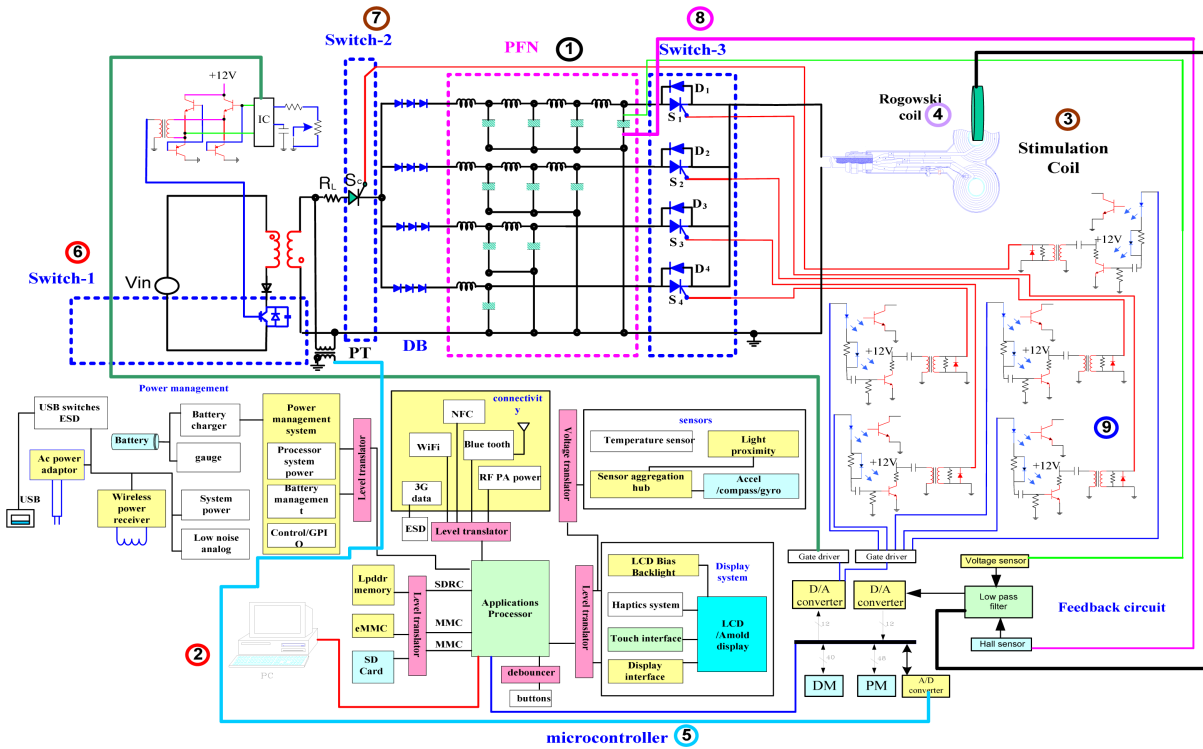 7
Switch-2
PFN
1
8
Switch-3
+12V
IC
D1
S1
D2
S2
D3
S3
D4
S4
RL
Sc
Rogowski
coil
4
3
Stimulation
Coil
6
Switch-1
Vin
PT
DB
+12V
+12V
+12V
+12V
+12V
9
Power management
USB switches
ESD
Battery
charger
Battery
gauge
Ac power
adaptor
USB
Wireless
power
receiver
System
power
Low noise
analog
Power
management
system
Processor
system power
Battery
management
Control/GPIO
Level translator
connectivity
NFC
WiFi
Blue tooth
3G
data
RF PA power
ESD
Level translator
Voltage translator
sensors
Temperature sensor
Light
proximity
Sensor aggregation
hub
Accel
/compass/gyro
Gate driver
Gate driver
Voltage sensor
D/A
converter
D/A
converter
Low pass
filter
Feedback circuit
Hall sensor
12
12
40
48
DM
PM
A/D
converter
2
PC
Lpddr
memory
eMMC
SD
Card
Level translator
SDRC
MMC
MMC
Applications
Processor
debouncer
buttons
Level translator
LCD Bias
Backlight
Display
system
Haptics system
Touch interface
Display
interface
LCD
/Amold
display
microcontroller
5